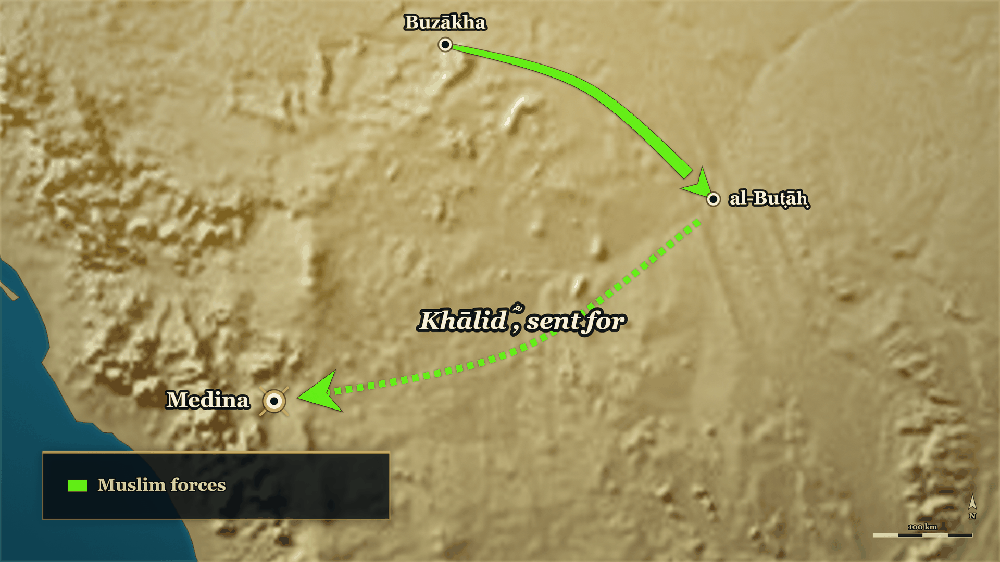 Buzākha
al-Buṭāḥ
Khālidؓ, sent for
Medina
Muslim forces
N
100 km